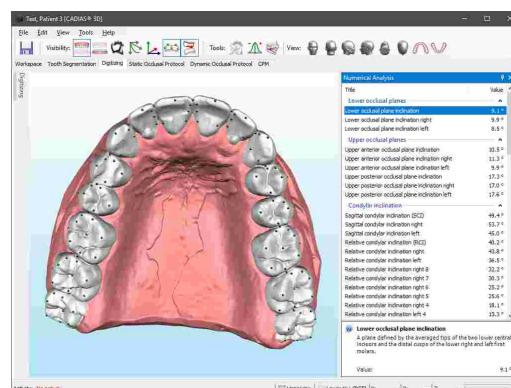 Test, Patient 3 [CADIAS® 3D]
File Edit View Tools Help
Visibility: Tools: View:
Workspace Tooth Segmentation Digitizing Static Occlusal Protocol Dynamic Occlusal Protocol CPM
Digitizing
Numerical Analysis
Title Value
Lower occlusal planes
Lower occlusal plane inclination 9.1 °
Lower occlusal plane inclination right 9.9 °
Lower occlusal plane inclination left 8.5 °
Upper occlusal planes
Upper anterior occlusal plane inclination 10.5 °
Upper anterior occlusal plane inclination right 11.3 °
Upper anterior occlusal plane inclination left 9.9 °
Upper posterior occlusal plane inclination 17.3 °
Upper posterior occlusal plane inclination right 17.0 °
Upper posterior occlusal plane inclination left 17.6 °
Condylar inclination
Sagittal condylar inclination (SCI) 49.4 °
Sagittal condylar inclination right 53.7 °
Sagittal condylar inclination left 45.0 °
Relative condylar inclination (RCI) 40.2 °
Relative condylar inclination right 43.8 °
Relative condylar inclination left 36.5 °
Relative condylar inclination right 8 32.2 °
Relative condylar inclination right 7 30.3 °
Relative condylar inclination right 6 25.2 °
Relative condylar inclination right 5 25.6 °
Relative condylar inclination right 4 18.1 °
Relative condylar inclination left 4 13.3 °
Lower occlusal plane inclination
A plane defined by the averaged tips of the two lower central
incisors and the distal cusps of the lower right and left first
molars.
Value: 9.1 °